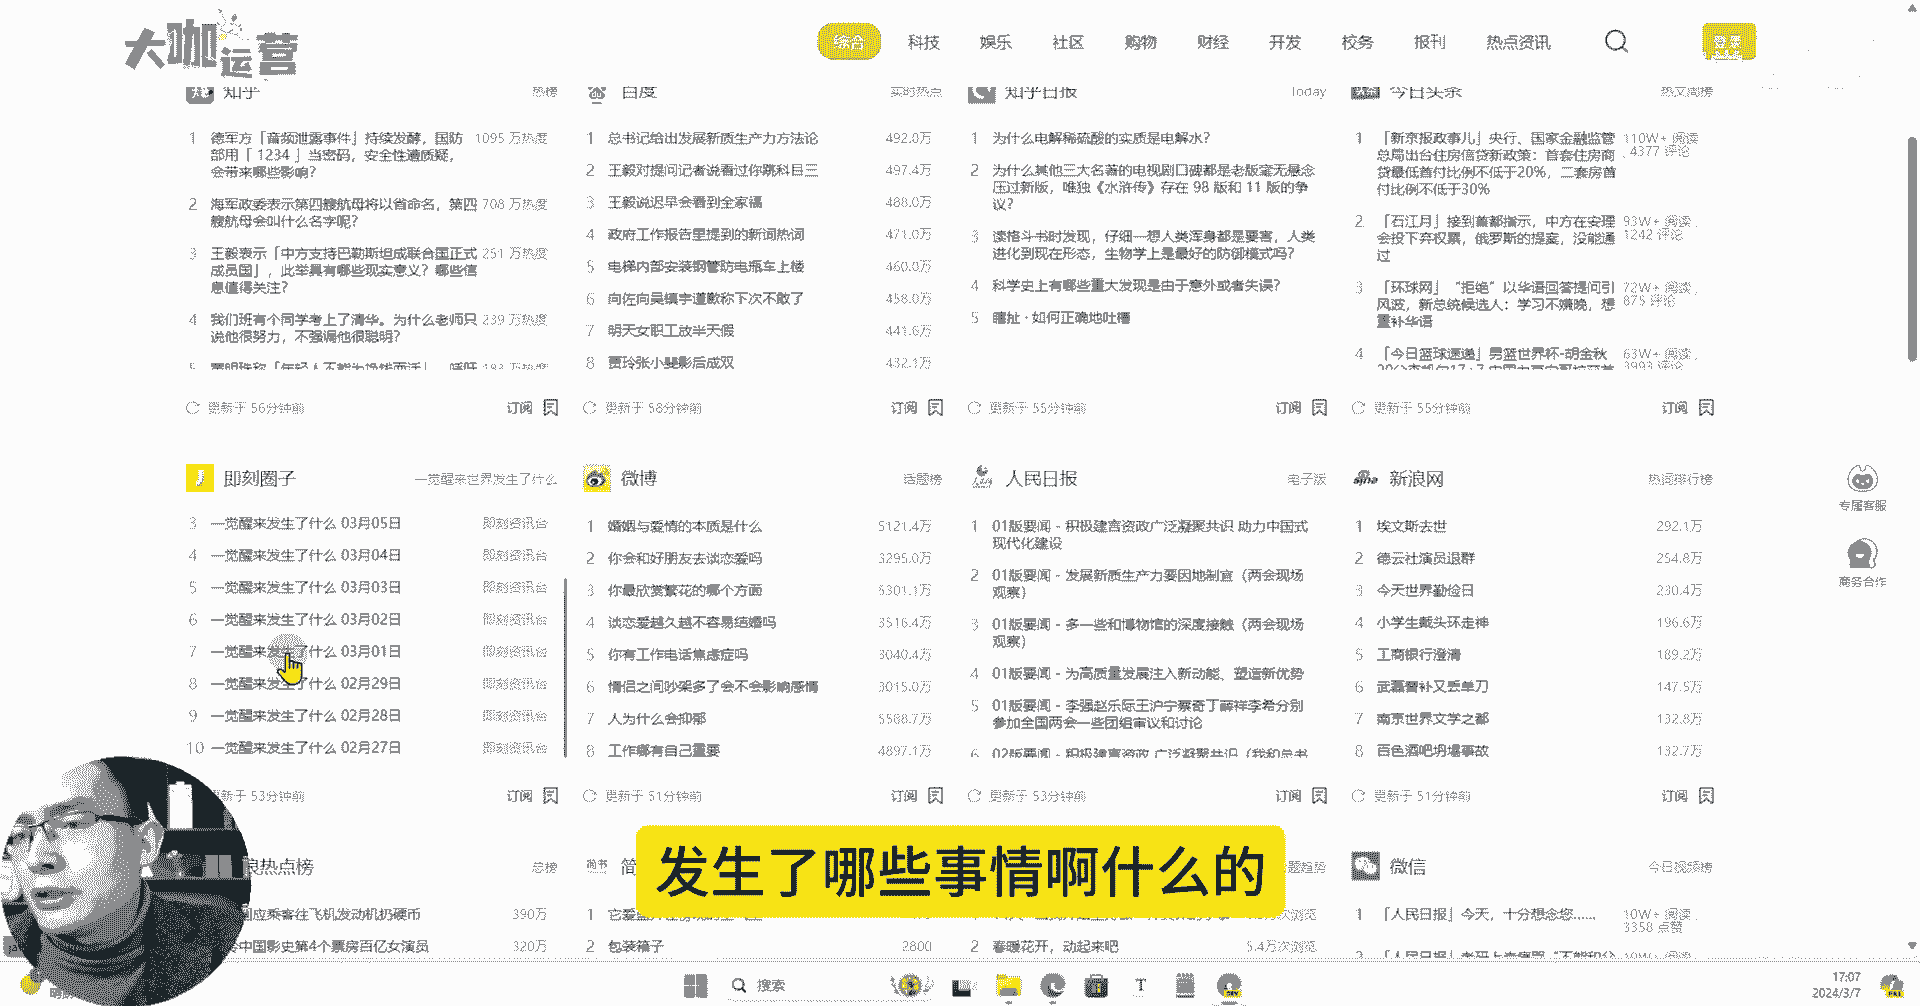 大咖运营
综合 科技 娱乐 社区 购物 财经 开发 校务 报刊 热点资讯 登录
知乎 热榜
1 德军方「音频泄露事件」持续发酵，国防 1095 万热度
部用「 1234 」当密码，安全性遭质疑，
会带来哪些影响？
2 海军政委表示第四艘航母将以省命名，第四 708 万热度
艘航母会叫什么名字呢？
3 王毅表示「中方支持巴勒斯坦成联合国正式 251 万热度
成员国」，此举具有哪些现实意义？哪些信
息值得关注？
4 我们班有个同学考上了清华。为什么老师只 239 万热度
说他很努力，不强调他很聪明？
更新于 56分钟前 订阅
百度 实时热点
1 总书记给出发展新质生产力方法论 492.0万
2 王毅对提问记者说看过你跳科目三 497.4万
3 王毅说迟早会看到全家福 488.0万
4 政府工作报告里提到的新词热词 471.0万
5 电梯内部安装钢管防电瓶车上楼 460.0万
6 向佐向吴镇宇道歉称下次不敢了 458.0万
7 明天女职工放半天假 441.6万
8 贾玲张小斐影后成双 432.1万
更新于 58分钟前 订阅
知乎日报 Today
1 为什么电解稀硫酸的实质是电解水？
2 为什么其他三大名著的电视剧口碑都是老版毫无悬念
压过新版，唯独《水浒传》存在 98 版和 11 版的争
议？
3 读格斗书时发现，仔细一想人类浑身都是要害，人类
进化到现在形态，生物学上是最好的防御模式吗？
4 科学史上有哪些重大发现是由于意外或者失误？
5 瞎扯 · 如何正确地吐槽
更新于 55分钟前 订阅
今日头条 热文周榜
1 「新京报政事儿」央行、国家金融监管 110W+ 阅读 ,
总局出台住房信贷新政策：首套住房商 4377 评论
贷最低首付比例不低于20%，二套房首
付比例不低于30%
2 「石江月」接到首都指示，中方在安理 93W+ 阅读 ,
会投下弃权票，俄罗斯的提案，没能通 1242 评论
过
3 「环球网」“拒绝”以华语回答提问引 72W+ 阅读 ,
风波，新总统候选人：学习不嫌晚，想 875 评论
重补华语
4 「今日篮球速递」男篮世界杯-胡金秋 63W+ 阅读 ,
3993 评论
更新于 55分钟前 订阅
即刻圈子 一觉醒来世界发生了什么
3 一觉醒来发生了什么 03月05日 即刻资讯台
4 一觉醒来发生了什么 03月04日 即刻资讯台
5 一觉醒来发生了什么 03月03日 即刻资讯台
6 一觉醒来发生了什么 03月02日 即刻资讯台
7 一觉醒来发生了什么 03月01日 即刻资讯台
8 一觉醒来发生了什么 02月29日 即刻资讯台
9 一觉醒来发生了什么 02月28日 即刻资讯台
10 一觉醒来发生了什么 02月27日 即刻资讯台
新于 53分钟前 订阅
微博 话题榜
1 婚姻与爱情的本质是什么 5121.4万
2 你会和好朋友去谈恋爱吗 3295.0万
3 你最欣赏繁花的哪个方面 5301.1万
4 谈恋爱越久越不容易结婚吗 3516.4万
5 你有工作电话焦虑症吗 3040.4万
6 情侣之间吵架多了会不会影响感情 3015.0万
7 人为什么会抑郁 5588.7万
8 工作哪有自己重要 4897.1万
更新于 51分钟前 订阅
人民日报 电子版
1 01版要闻 - 积极建言资政广泛凝聚共识 助力中国式
现代化建设
2 01版要闻 - 发展新质生产力要因地制宜（两会现场
观察）
3 01版要闻 - 多一些和博物馆的深度接触（两会现场
观察）
4 01版要闻 - 为高质量发展注入新动能、塑造新优势
5 01版要闻 - 李强赵乐际王沪宁蔡奇丁薛祥李希分别
参加全国两会一些团组审议和讨论
6 02版要闻 - 积极建言资政 广泛凝聚共识（我和总书
更新于 53分钟前 订阅
新浪网 热词排行榜
1 埃文斯去世 292.1万
2 德云社演员退群 254.8万
3 今天世界勤俭日 230.4万
4 小学生戴头环走神 196.6万
5 工商银行澄清 189.2万
6 武磊替补又丢单刀 147.5万
7 南京世界文学之都 132.8万
8 百色酒吧坍塌事故 132.7万
更新于 51分钟前 订阅
专属客服
商务合作
浪热点榜 总榜
回应乘客往飞机发动机扔硬币 390万
中国影史第4个票房百亿女演员 320万
简
2 包装箱子 2800
题趋势
2 春暖花开，动起来吧 5.4万次浏览
微信 今日视频榜
1 「人民日报」今天，十分想念您…… 10W+ 阅读 ,
3358 点赞
发生了哪些事情啊什么的
搜索
17:07
2024/3/7